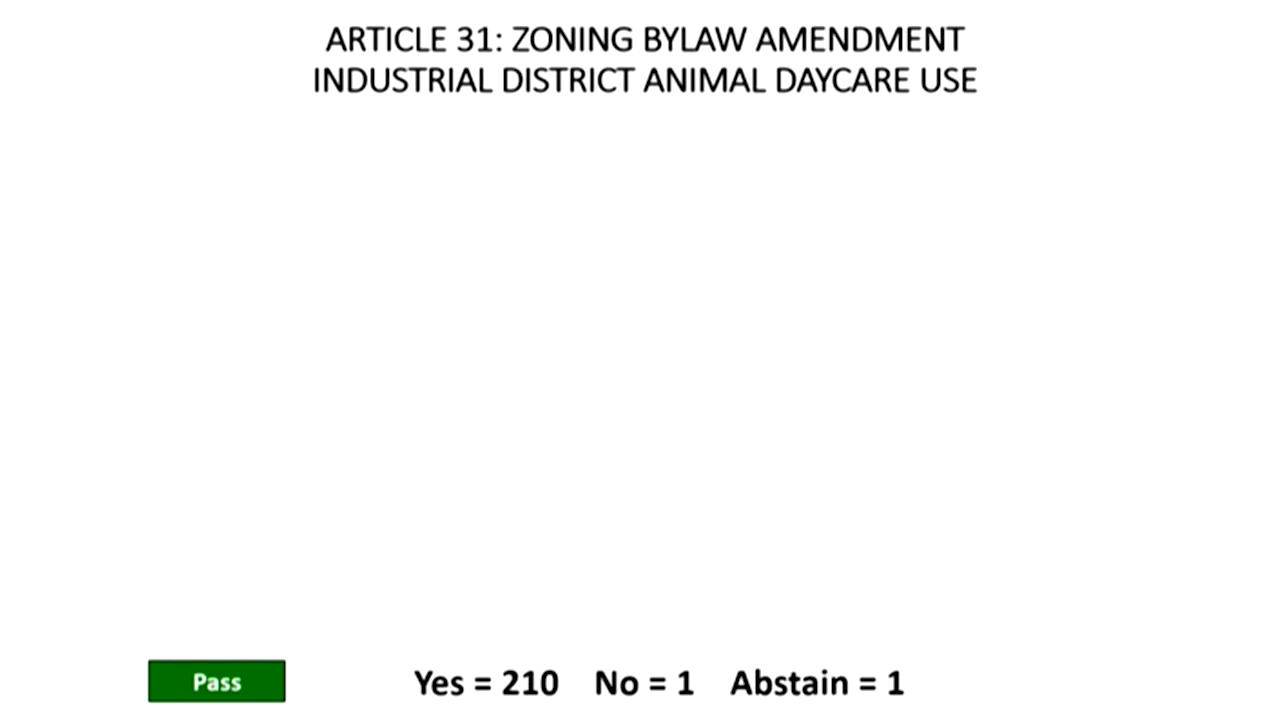 ARTICLE 31: ZONING BYLAW AMENDMENT
INDUSTRIAL DISTRICT ANIMAL DAYCARE USE
Pass Yes = 210 No = 1 Abstain = 1